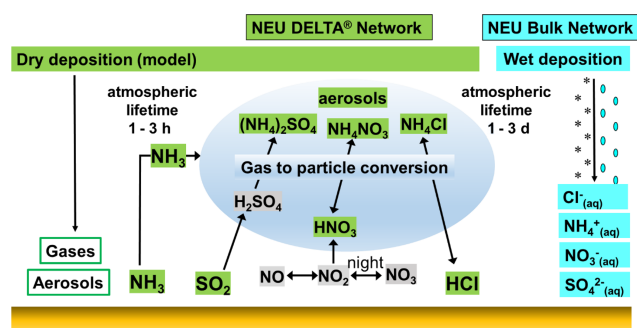 NEU DELTA® Network
NEU Bulk Network
Dry deposition (model)
Wet deposition
atmospheric
lifetime
1 - 3 h
aerosols
atmospheric
lifetime
1 - 3 d
(NH₄)₂SO₄
NH₄NO₃
NH₄Cl
NH₃
Gas to particle conversion
H₂SO₄
HNO₃
Cl⁻(aq)
NH₄⁺(aq)
NO₃⁻(aq)
SO₄²⁻(aq)
Gases
Aerosols
NH₃
SO₂
NO
NO₂
night
NO₃
HCl